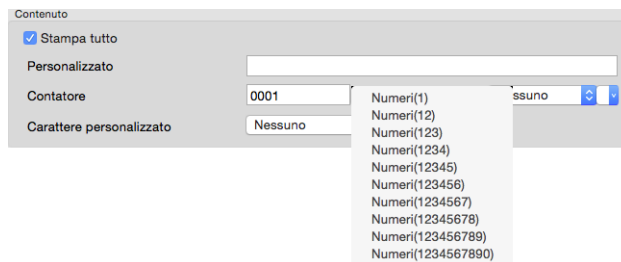 Contenuto
Stampa tutto
Personalizzato
Contatore 0001 ssuno
Carattere personalizzato Nessuno
Numeri(1)
Numeri(12)
Numeri(123)
Numeri(1234)
Numeri(12345)
Numeri(123456)
Numeri(1234567)
Numeri(12345678)
Numeri(123456789)
Numeri(1234567890)